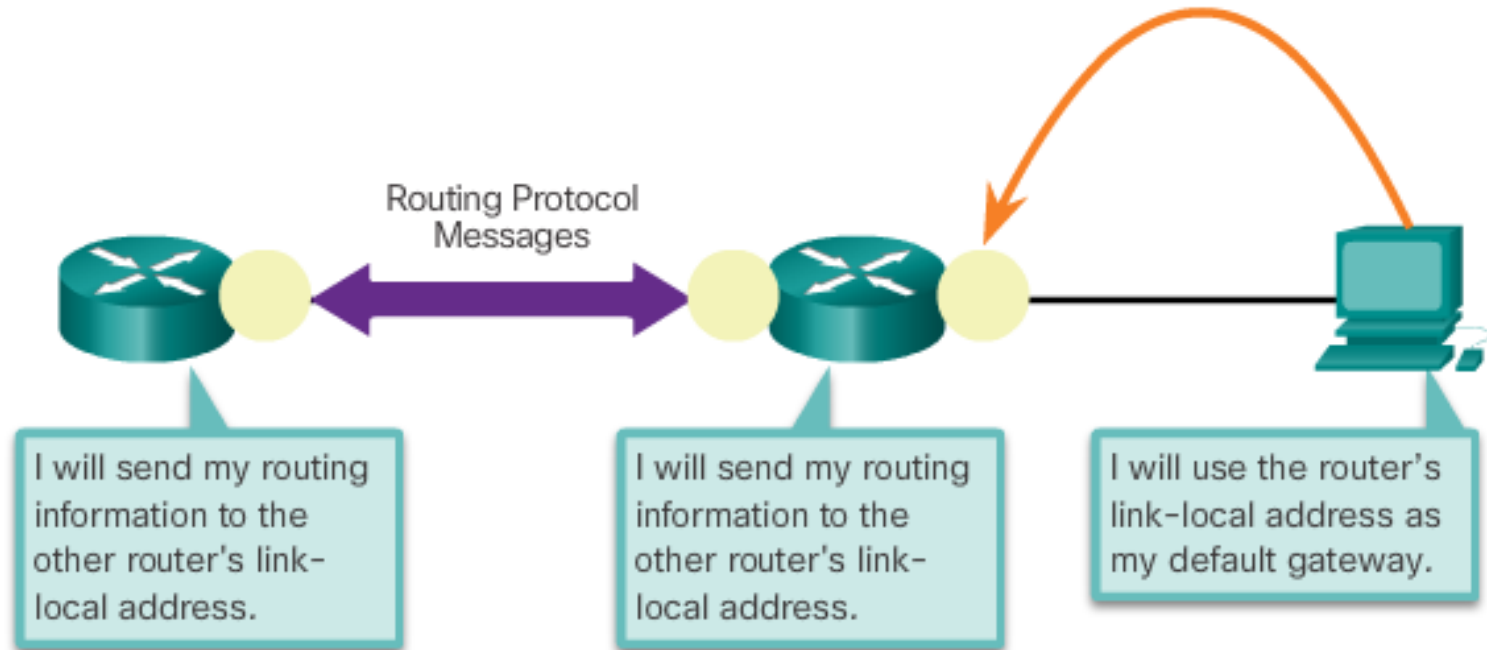 Routing Protocol
Messages
I will send my routing
information to the
other router's link-
local address.
I will send my routing
information to the
other router's link-
local address.
I will use the router's
link-local address as
my default gateway.